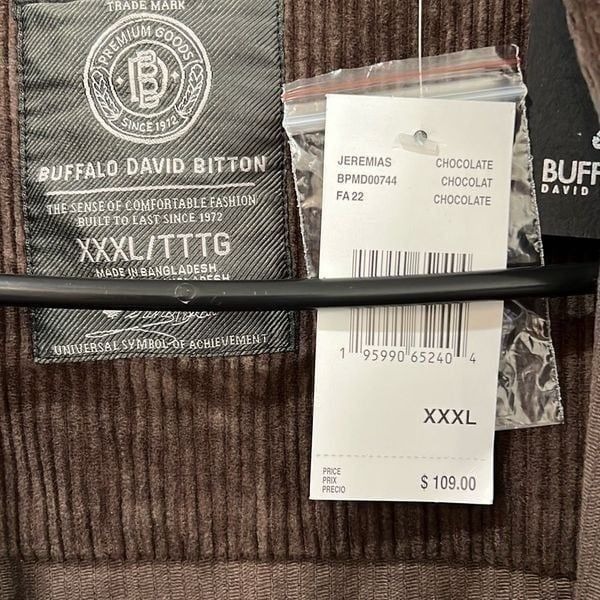 TRADE MARK
PREMIUM GOODS
BB
SINCE 1972
BUFFALO DAVID BITTON
THE SENSE OF COMFORTABLE FASHION
BUILT TO LAST SINCE 1972
XXXL/TTTG
MADE IN BANGLADESH
UNIVERSAL SYMBOL OF ACHIEVEMENT
JEREMIAS CHOCOLATE
BPMD00744 CHOCOLAT
FA 22 CHOCOLATE
1 95990 65240 4
XXXL
PRICE
PRIX
PRECIO
$ 109.00
BUFF
DAVID